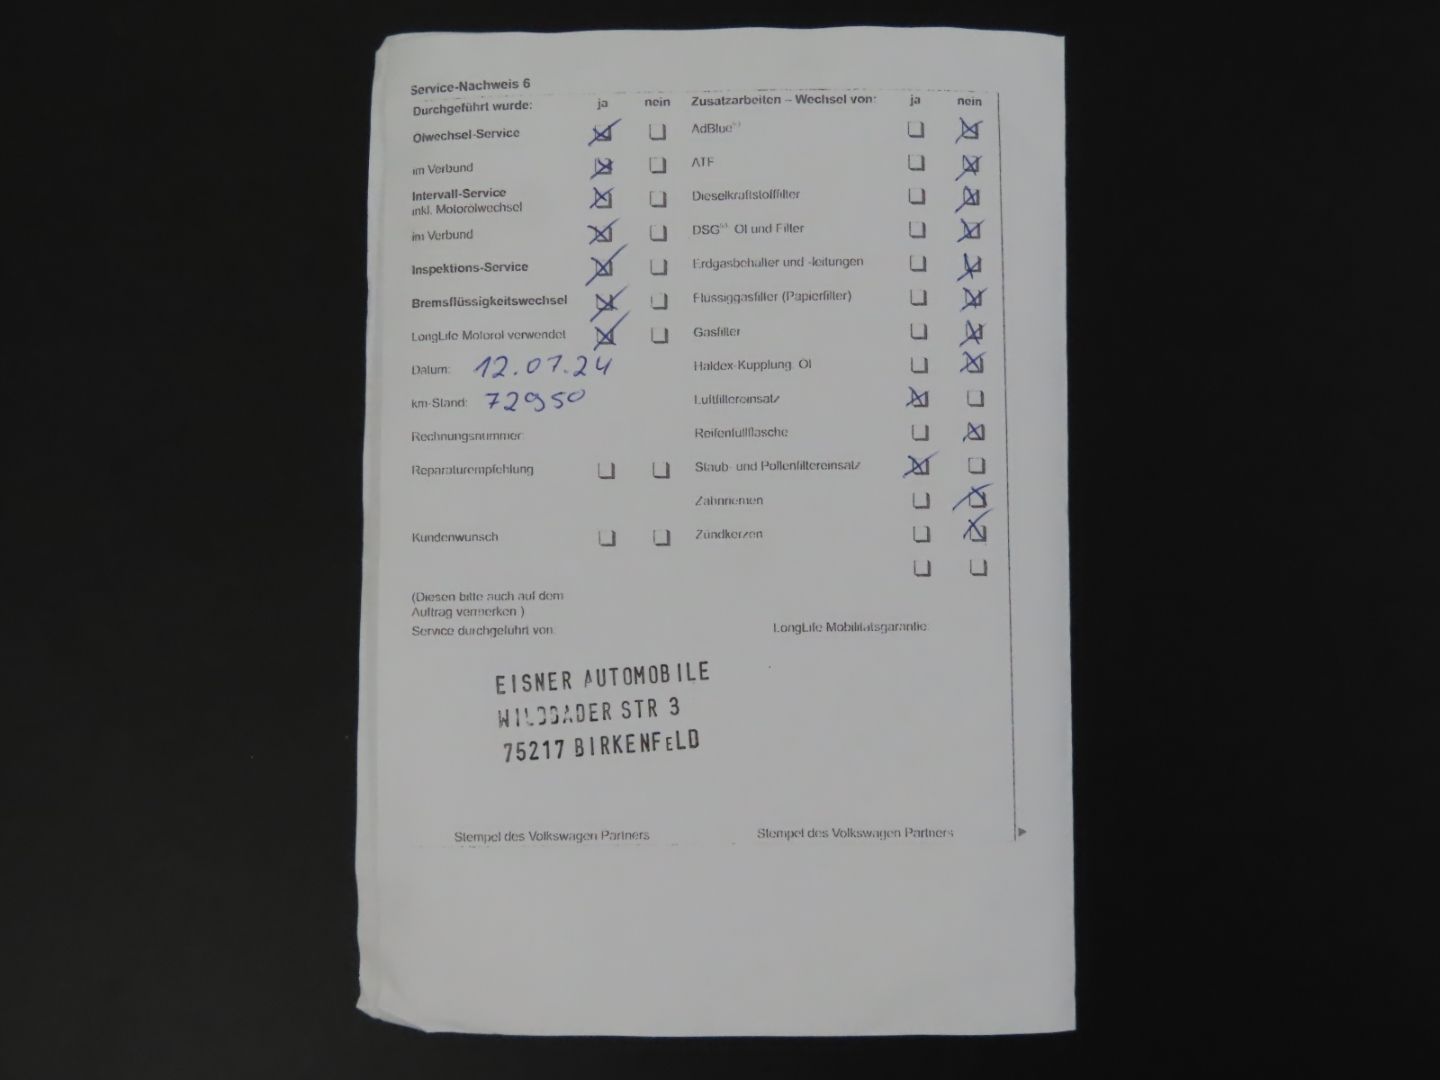 Service-Nachweis 6
Durchgeführt wurde: ja nein
Ölwechsel-Service
im Verbund
Intervall-Service
inkl. Motorölwechsel
im Verbund
Inspektions-Service
Bremsflüssigkeitswechsel
LongLife Motoröl verwendet
Datum: 12.07.24
km-Stand: 72950
Rechnungsnummer:
Reparaturempfehlung
Kundenwunsch
(Diesen bitte auch auf dem
Auftrag vermerken.)
Service durchgeführt von:
Zusatzarbeiten – Wechsel von: ja nein
AdBlue
ATF
Dieselkraftstofffilter
DSG Öl und Filter
Erdgasbehälter und -leitungen
Flüssiggasfilter (Papierfilter)
Gasfilter
Haldex-Kupplung, Öl
Luftfiltereinsatz
Reifenfüllflasche
Staub- und Pollenfiltereinsatz
Zahnriemen
Zündkerzen
LongLife Mobilitätsgarantie:
EISNER AUTOMOBILE
WILDBADER STR 3
75217 BIRKENFELD
Stempel des Volkswagen Partners
Stempel des Volkswagen Partners